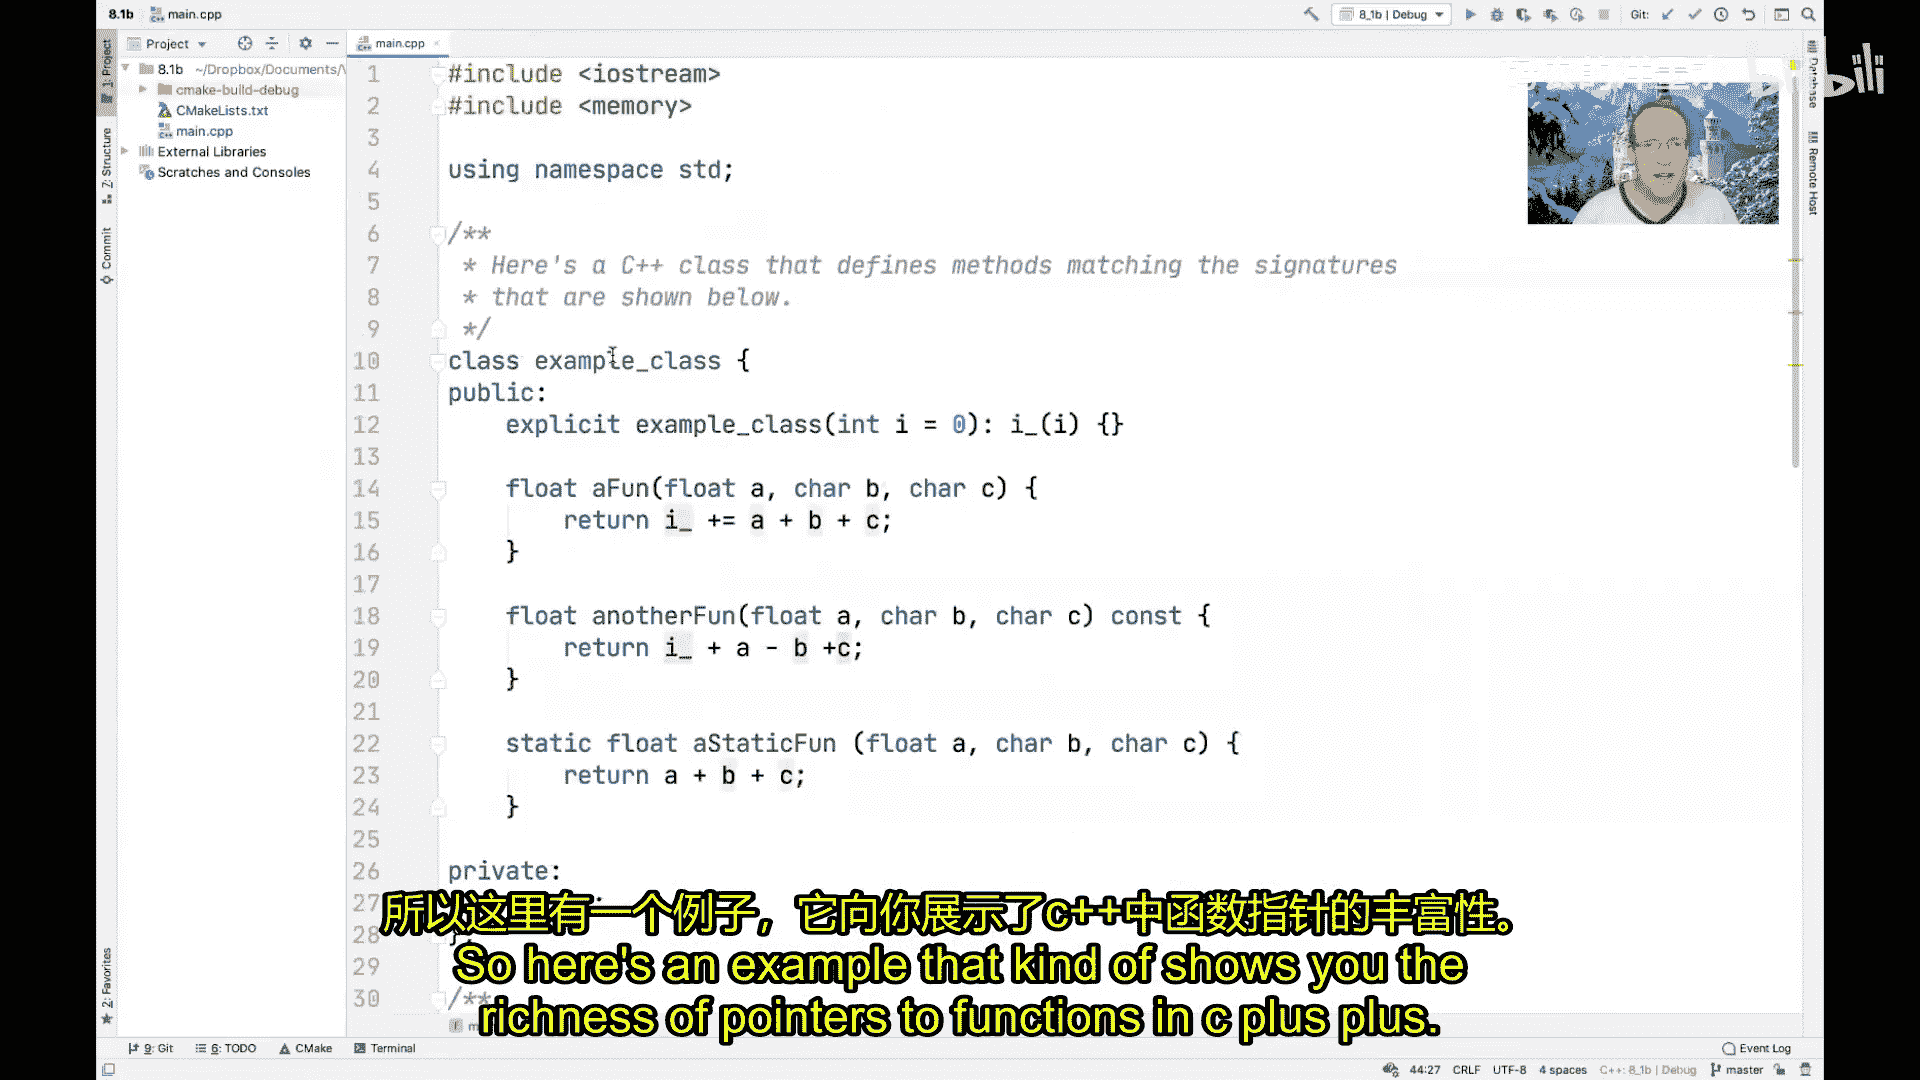 8.1b main.cpp
8_1b | Debug
Git:
Project
main.cpp
1: Project
8.1b ~/Dropbox/Documents/
cmake-build-debug
CMakeLists.txt
main.cpp
External Libraries
Scratches and Consoles
Z: Structure
Commit
2: Favorites
Database
Remote Host
bili
1 #include <iostream>
2 #include <memory>
3
4 using namespace std;
5
6 /**
7 * Here's a C++ class that defines methods matching the signatures
8 * that are shown below.
9 */
10 class example_class {
11 public:
12 explicit example_class(int i = 0): i_(i) {}
13
14 float aFun(float a, char b, char c) {
15 return i_ += a + b + c;
16 }
17
18 float anotherFun(float a, char b, char c) const {
19 return i_ + a - b +c;
20 }
21
22 static float aStaticFun (float a, char b, char c) {
23 return a + b + c;
24 }
25
26 private:
27
28
29
30 /**
所以这里有一个例子，它向你展示了c++中函数指针的丰富性。
So here's an example that kind of shows you the
richness of pointers to functions in c plus plus.
9: Git 6: TODO CMake Terminal
Event Log
44:27 CRLF UTF-8 4 spaces C++: 8_1b | Debug master